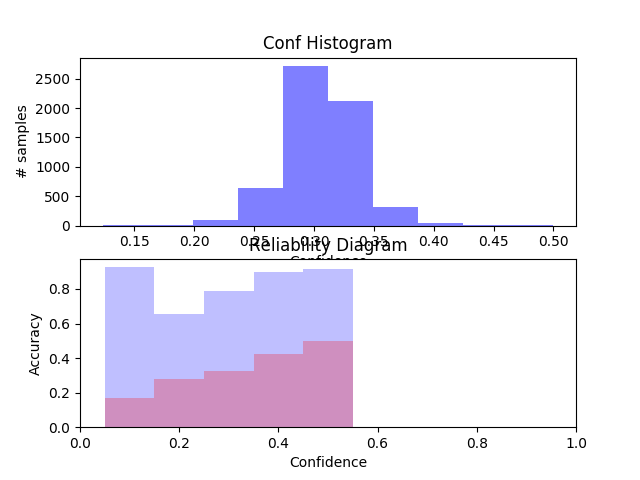 Conf Histogram
# samples
2500
2000
1500
1000
500
0
0.15 0.20 0.25 0.30 0.35 0.40 0.45 0.50
Confidence
Reliability Diagram
Accuracy
0.8
0.6
0.4
0.2
0.0
0.0 0.2 0.4 0.6 0.8 1.0
Confidence